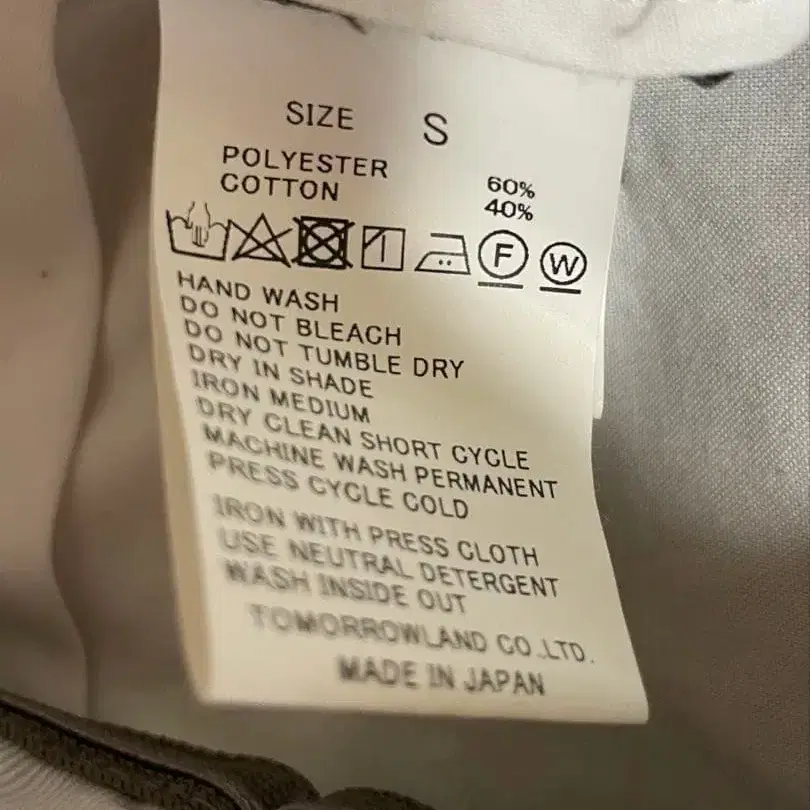 SIZE S
POLYESTER 60%
COTTON 40%
F W
HAND WASH
DO NOT BLEACH
DO NOT TUMBLE DRY
DRY IN SHADE
IRON MEDIUM
DRY CLEAN SHORT CYCLE
MACHINE WASH PERMANENT
PRESS CYCLE COLD
IRON WITH PRESS CLOTH
USE NEUTRAL DETERGENT
WASH INSIDE OUT
TOMORROWLAND CO.,LTD.
MADE IN JAPAN